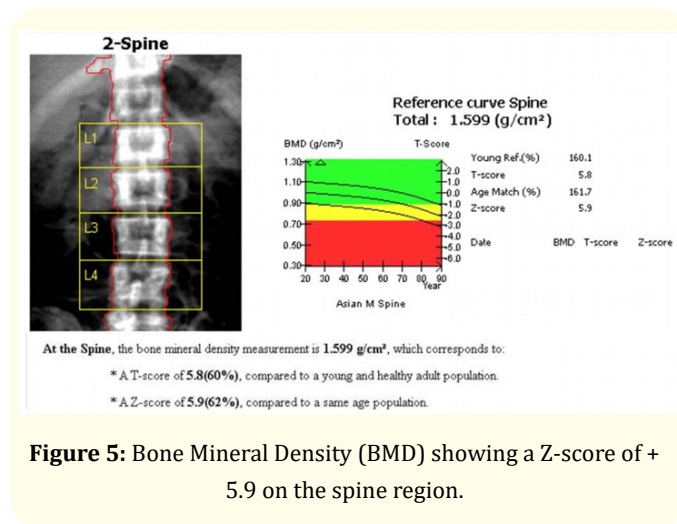 2-Spine
L1
L2
L3
L4
Reference curve Spine
Total : 1.599 (g/cm²)
BMD (g/cm²) T-Score
1.30
1.10
0.90
0.70
0.50
0.30
2.0
1.0
0.0
-1.0
-2.0
-3.0
-4.0
-5.0
-6.0
20 30 40 50 60 70 80 90
Year
Asian M Spine
Young Ref.(%) 160.1
T-score 5.8
Age Match (%) 161.7
Z-score 5.9
Date BMD T-score Z-score
At the Spine, the bone mineral density measurement is 1.599 g/cm², which corresponds to:
* A T-score of 5.8(60%), compared to a young and healthy adult population.
* A Z-score of 5.9(62%), compared to a same age population.
Figure 5: Bone Mineral Density (BMD) showing a Z-score of +
5.9 on the spine region.